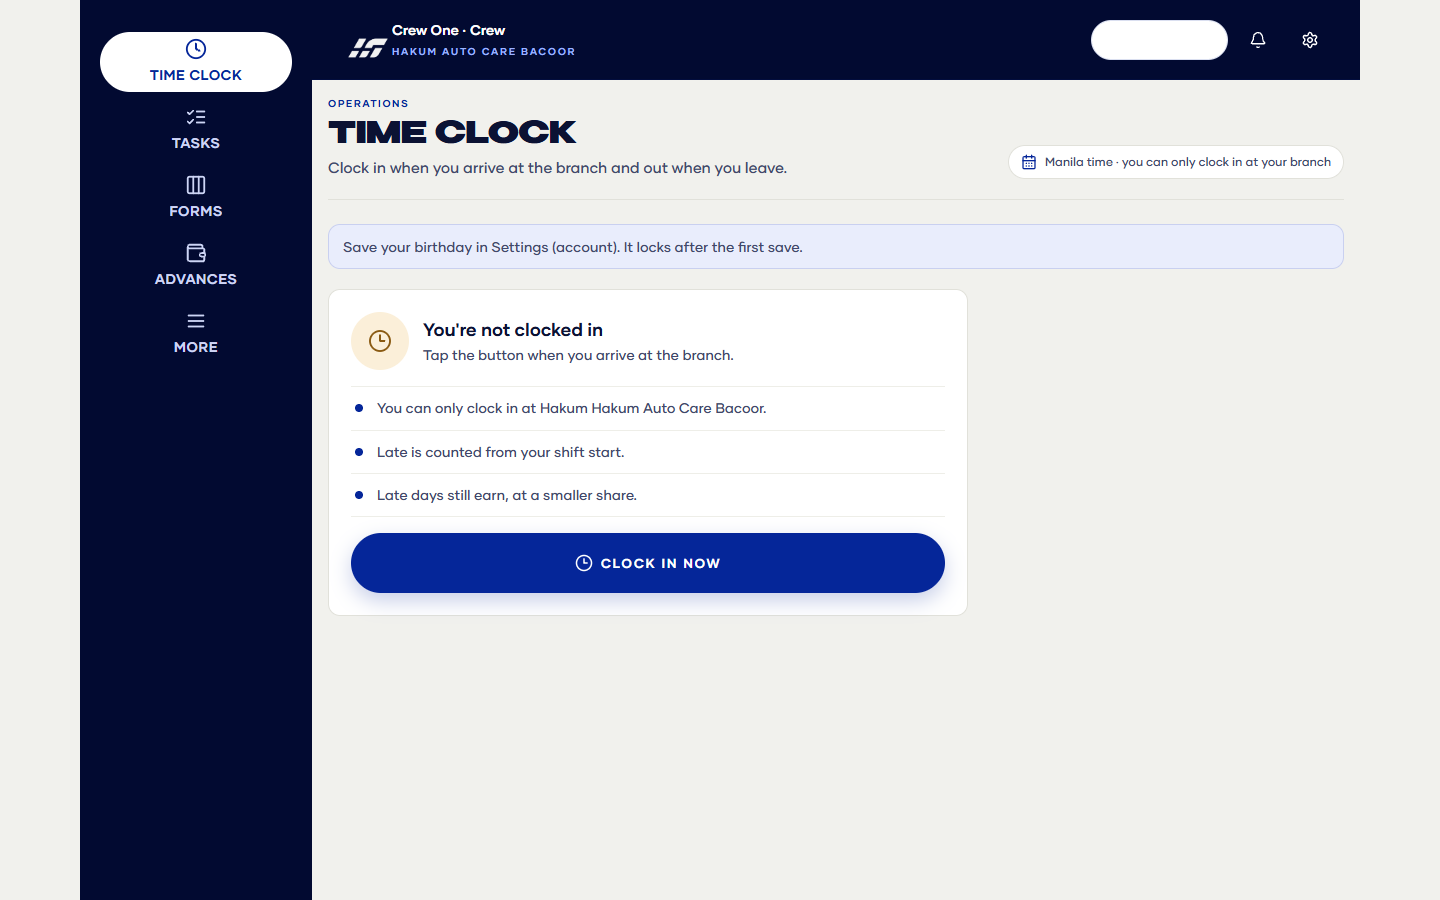 TIME CLOCK
TASKS
FORMS
ADVANCES
MORE
Crew One · Crew
HAKUM AUTO CARE BACOOR
OPERATIONS
TIME CLOCK
Clock in when you arrive at the branch and out when you leave.
Manila time · you can only clock in at your branch
Save your birthday in Settings (account). It locks after the first save.
You're not clocked in
Tap the button when you arrive at the branch.
You can only clock in at Hakum Hakum Auto Care Bacoor.
Late is counted from your shift start.
Late days still earn, at a smaller share.
CLOCK IN NOW